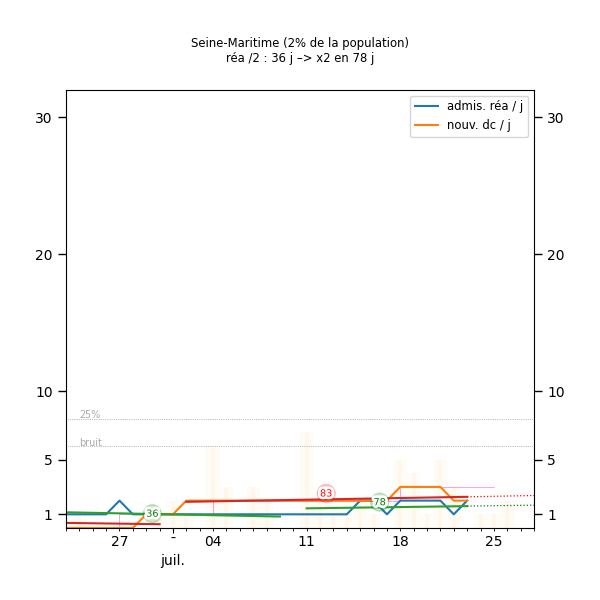 Seine-Maritime (2% de la population)
réa /2 : 36 j –> x2 en 78 j
admis. réa / j
nouv. dc / j
30 30
20 20
10 10
25%
bruit
5 5
83
78
36
1 1
27 - 04 11 18 25
juil.